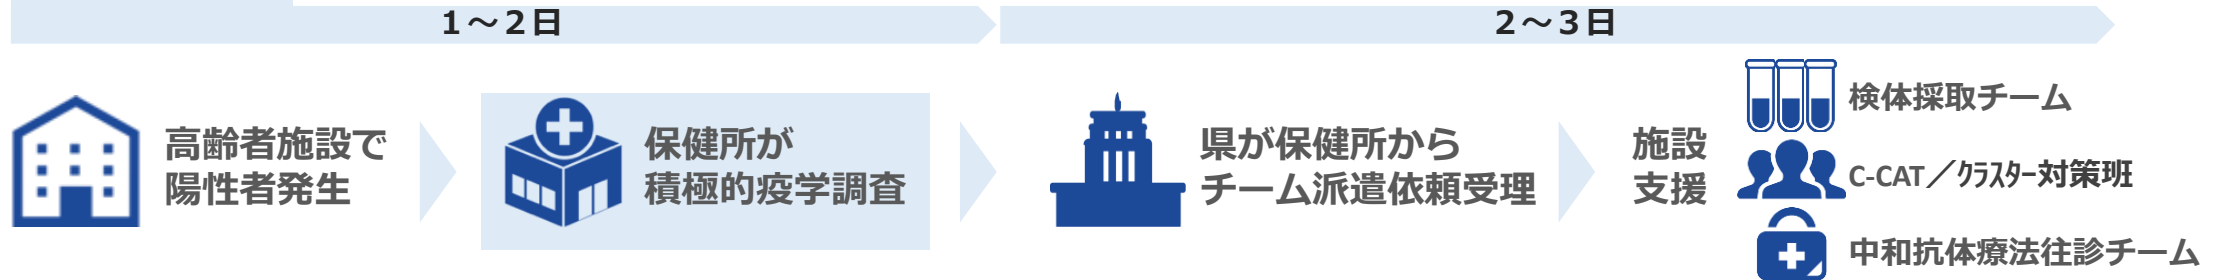 １～２日
２～３日
高齢者施設で
陽性者発生
保健所が
積極的疫学調査
県が保健所から
チーム派遣依頼受理
施設
支援
検体採取チーム
C-CAT／ｸﾗｽﾀｰ対策班
中和抗体療法往診チーム